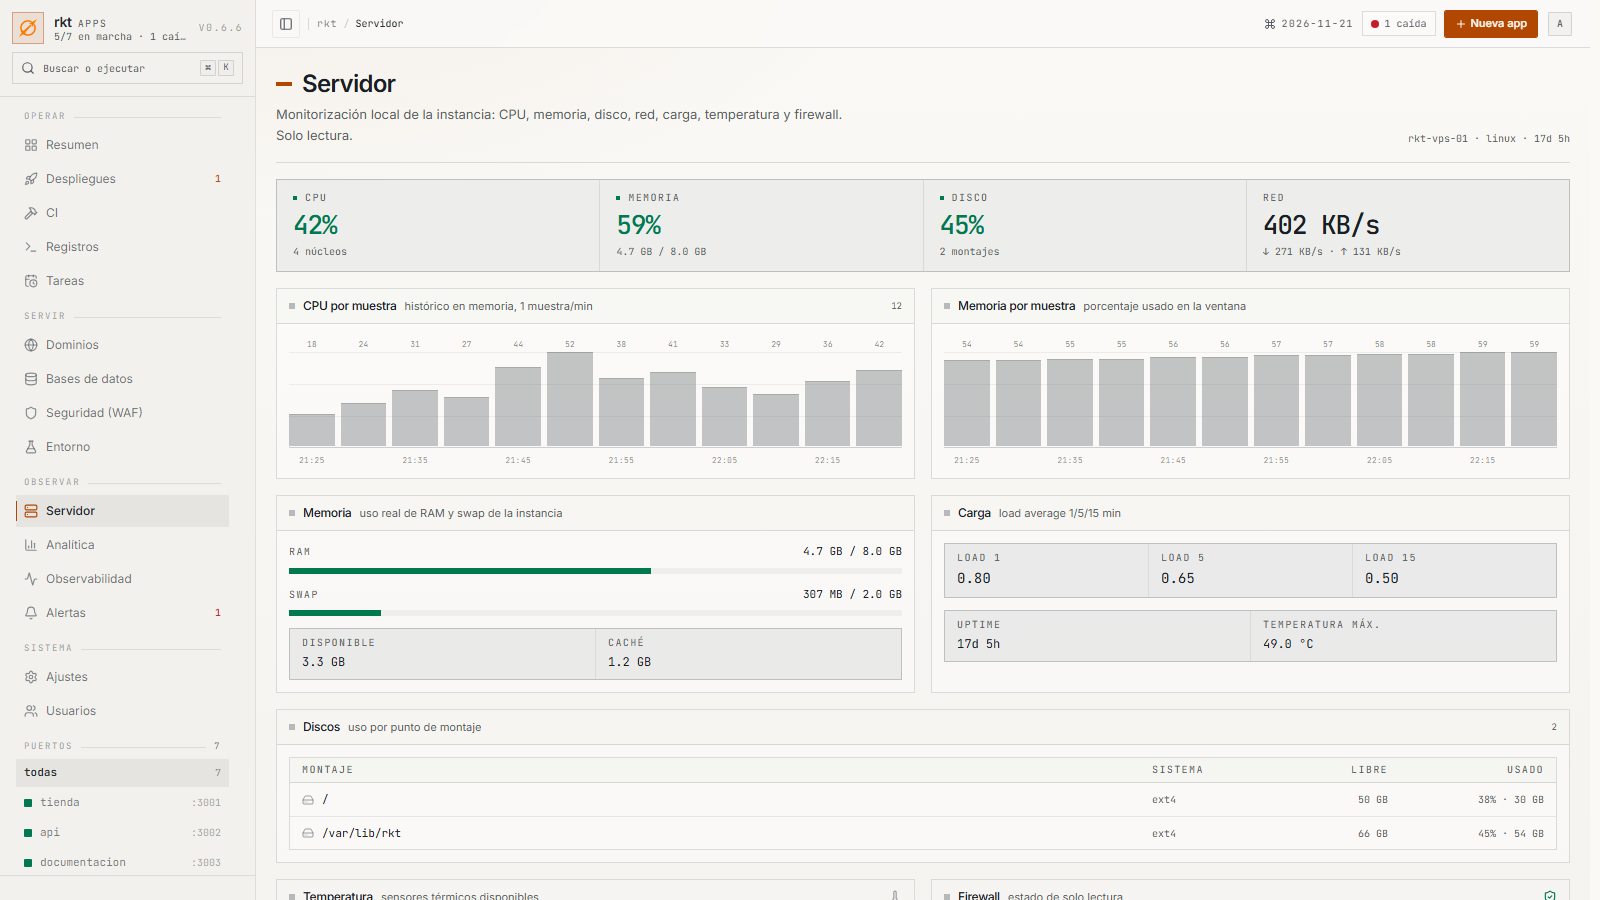 rkt APPS
5/7 en marcha · 1 caí…
V0.6.6
Buscar o ejecutar ⌘ K
OPERAR
Resumen
Despliegues 1
CI
Registros
Tareas
SERVIR
Dominios
Bases de datos
Seguridad (WAF)
Entorno
OBSERVAR
Servidor
Analítica
Observabilidad
Alertas 1
SISTEMA
Ajustes
Usuarios
PUERTOS 7
todas 7
tienda :3001
api :3002
documentacion :3003
rkt / Servidor
⌘ 2026-11-21
1 caída
+ Nueva app
A
Servidor
Monitorización local de la instancia: CPU, memoria, disco, red, carga, temperatura y firewall.
Solo lectura.
rkt-vps-01 · linux · 17d 5h
CPU
42%
4 núcleos
MEMORIA
59%
4.7 GB / 8.0 GB
DISCO
45%
2 montajes
RED
402 KB/s
↓ 271 KB/s · ↑ 131 KB/s
CPU por muestra histórico en memoria, 1 muestra/min 12
18 24 31 27 44 52 38 41 33 29 36 42
21:25 21:35 21:45 21:55 22:05 22:15
Memoria por muestra porcentaje usado en la ventana
54 54 55 55 56 56 57 57 58 58 59 59
21:25 21:35 21:45 21:55 22:05 22:15
Memoria uso real de RAM y swap de la instancia
RAM 4.7 GB / 8.0 GB
SWAP 307 MB / 2.0 GB
DISPONIBLE
3.3 GB
CACHÉ
1.2 GB
Carga load average 1/5/15 min
LOAD 1
0.80
LOAD 5
0.65
LOAD 15
0.50
UPTIME
17d 5h
TEMPERATURA MÁX.
49.0 °C
Discos uso por punto de montaje 2
MONTAJE SISTEMA LIBRE USADO
/ ext4 50 GB 38% · 30 GB
/var/lib/rkt ext4 66 GB 45% · 54 GB
Temperatura sensores térmicos disponibles
Firewall estado de solo lectura